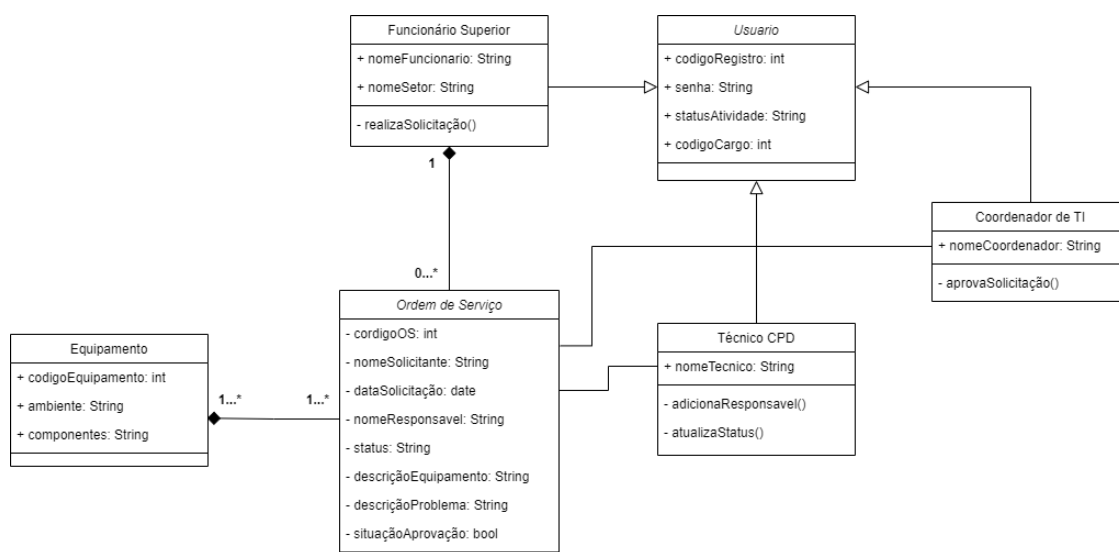 Funcionário Superior
+ nomeFuncionario: String
+ nomeSetor: String
- realizaSolicitação()
Usuario
+ codigoRegistro: int
+ senha: String
+ statusAtividade: String
+ codigoCargo: int
1
0...*
Coordenador de TI
+ nomeCoordenador: String
- aprovaSolicitação()
Ordem de Serviço
- cordigoOS: int
- nomeSolicitante: String
- dataSolicitação: date
- nomeResponsavel: String
- status: String
- descriçãoEquipamento: String
- descriçãoProblema: String
- situaçãoAprovação: bool
Técnico CPD
+ nomeTecnico: String
- adicionaResponsavel()
- atualizaStatus()
Equipamento
+ codigoEquipamento: int
+ ambiente: String
+ componentes: String
1...*
1...*